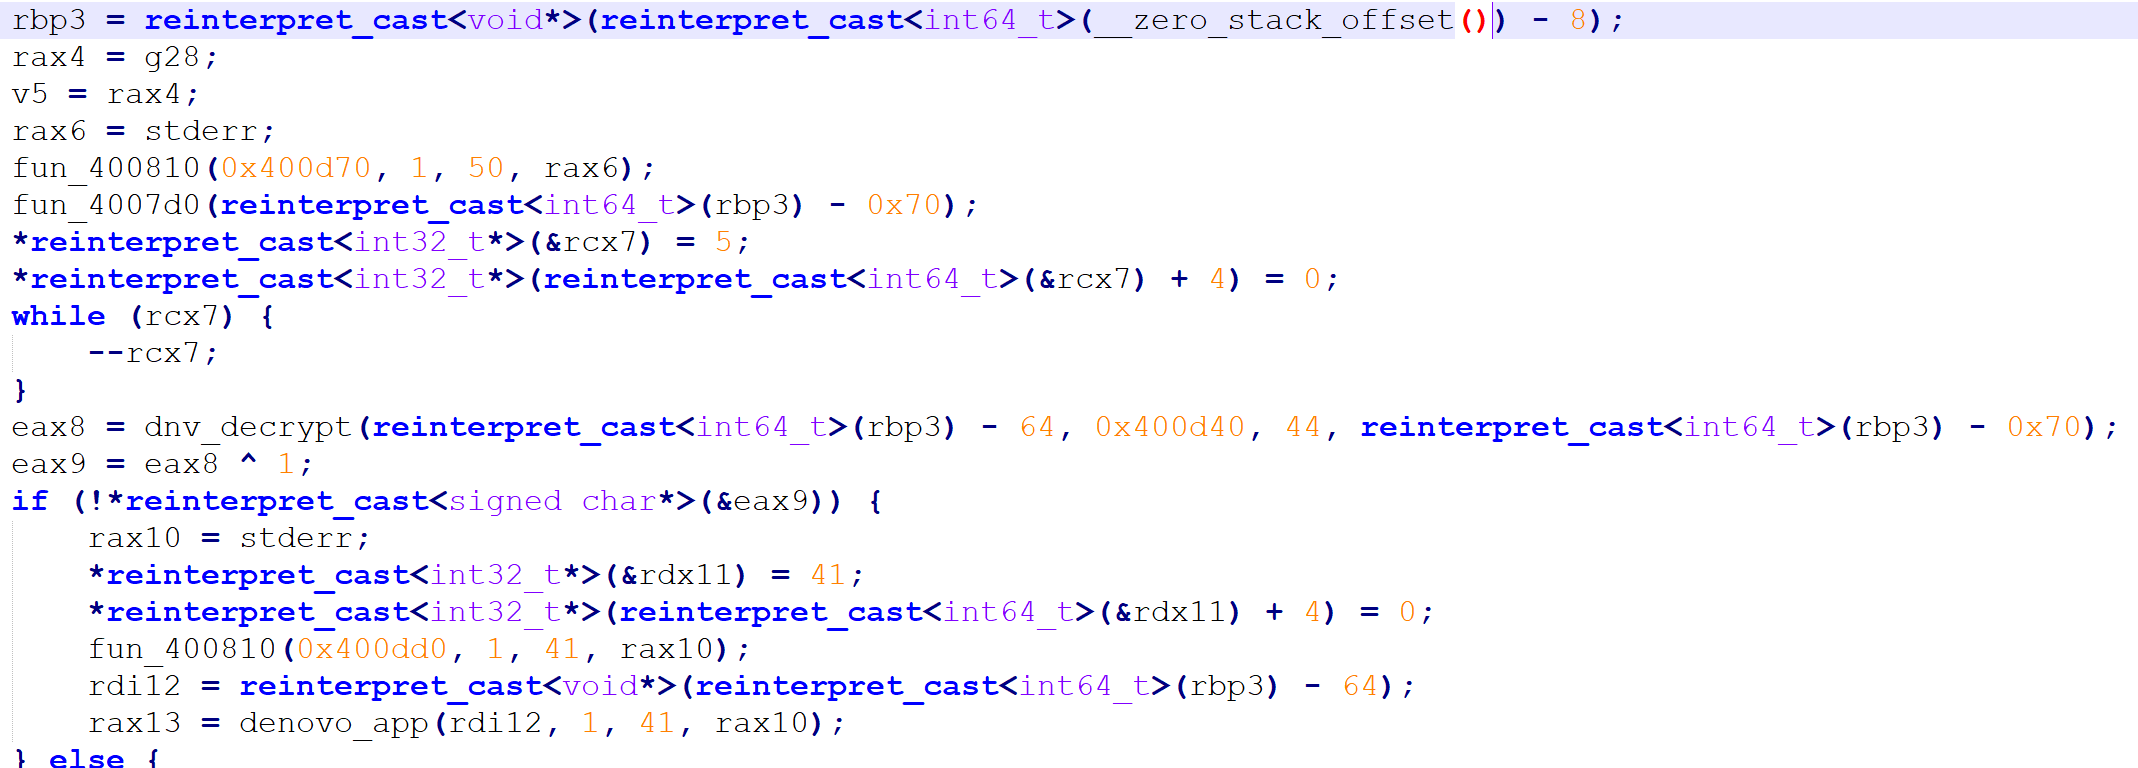 rbp3 = reinterpret_cast<void*>(reinterpret_cast<int64_t>(__zero_stack_offset()) - 8);
rax4 = g28;
v5 = rax4;
rax6 = stderr;
fun_400810(0x400d70, 1, 50, rax6);
fun_4007d0(reinterpret_cast<int64_t>(rbp3) - 0x70);
*reinterpret_cast<int32_t*>(&rcx7) = 5;
*reinterpret_cast<int32_t*>(reinterpret_cast<int64_t>(&rcx7) + 4) = 0;
while (rcx7) {
    --rcx7;
}
eax8 = dnv_decrypt(reinterpret_cast<int64_t>(rbp3) - 64, 0x400d40, 44, reinterpret_cast<int64_t>(rbp3) - 0x70);
eax9 = eax8 ^ 1;
if (!*reinterpret_cast<signed char*>(&eax9)) {
    rax10 = stderr;
    *reinterpret_cast<int32_t*>(&rdx11) = 41;
    *reinterpret_cast<int32_t*>(reinterpret_cast<int64_t>(&rdx11) + 4) = 0;
    fun_400810(0x400dd0, 1, 41, rax10);
    rdi12 = reinterpret_cast<void*>(reinterpret_cast<int64_t>(rbp3) - 64);
    rax13 = denovo_app(rdi12, 1, 41, rax10);
} else {